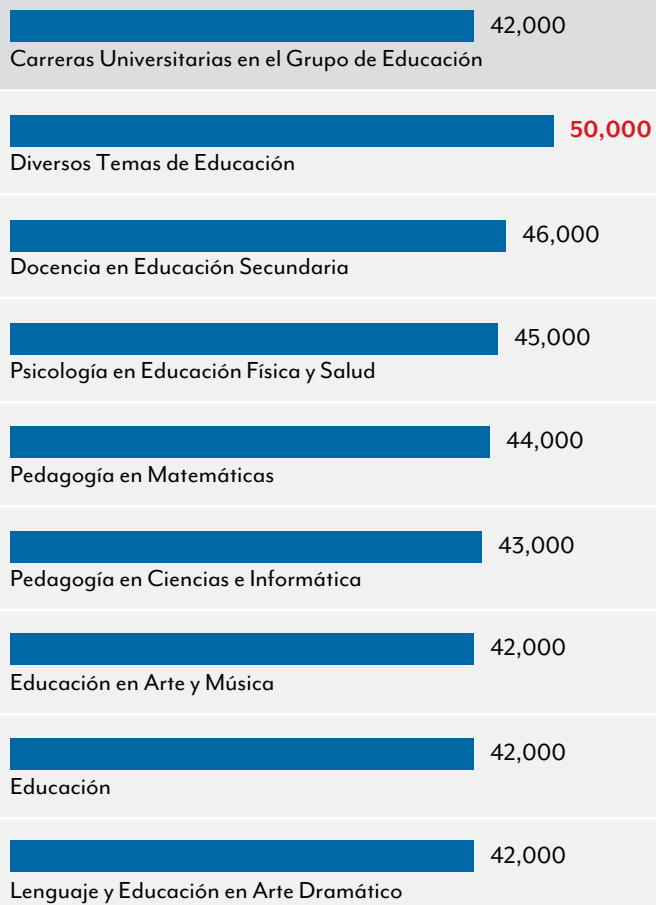 42,000
Carreras Universitarias en el Grupo de Educación
50,000
Diversos Temas de Educación
46,000
Docencia en Educación Secundaria
45,000
Psicología en Educación Física y Salud
44,000
Pedagogía en Matemáticas
43,000
Pedagogía en Ciencias e Informática
42,000
Educación en Arte y Música
42,000
Educación
42,000
Lenguaje y Educación en Arte Dramático